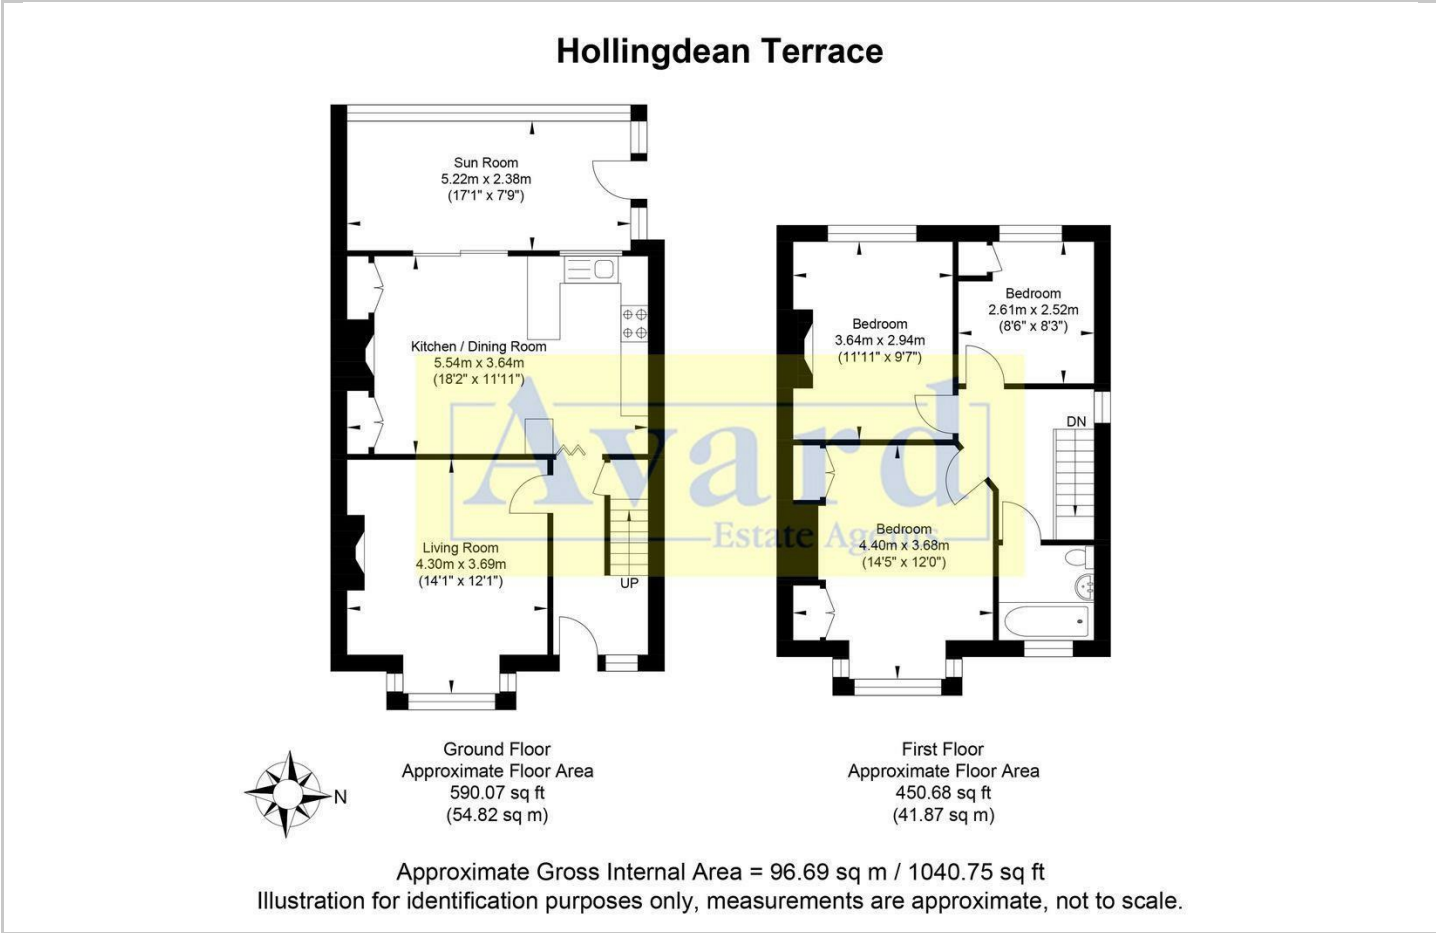 Hollingdean Terrace
Sun Room
5.22m x 2.38m
(17'1" x 7'9")
Kitchen / Dining Room
5.54m x 3.64m
(18'2" x 11'11")
Living Room
4.30m x 3.69m
(14'1" x 12'1")
UP
Bedroom
3.64m x 2.94m
(11'11" x 9'7")
Bedroom
2.61m x 2.52m
(8'6" x 8'3")
DN
Bedroom
4.40m x 3.68m
(14'5" x 12'0")
Avard
Estate Agents
Ground Floor
Approximate Floor Area
590.07 sq ft
(54.82 sq m)
First Floor
Approximate Floor Area
450.68 sq ft
(41.87 sq m)
N
Approximate Gross Internal Area = 96.69 sq m / 1040.75 sq ft
Illustration for identification purposes only, measurements are approximate, not to scale.